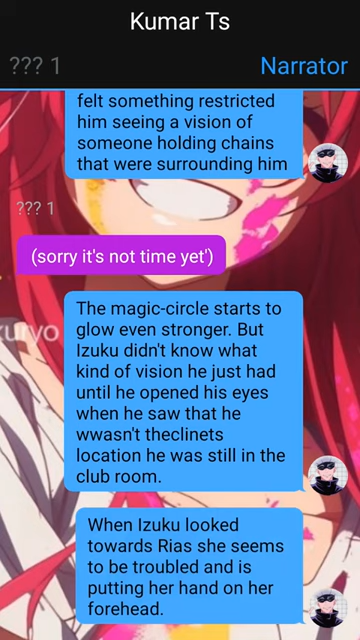 Kumar Ts
??? 1
Narrator
felt something restricted
him seeing a vision of
someone holding chains
that were surrounding him
??? 1
(sorry it's not time yet')
The magic-circle starts to
glow even stronger. But
Izuku didn't know what
kind of vision he just had
until he opened his eyes
when he saw that he
wwasn't theclinets
location he was still in the
club room.
When Izuku looked
towards Rias she seems
to be troubled and is
putting her hand on her
forehead.